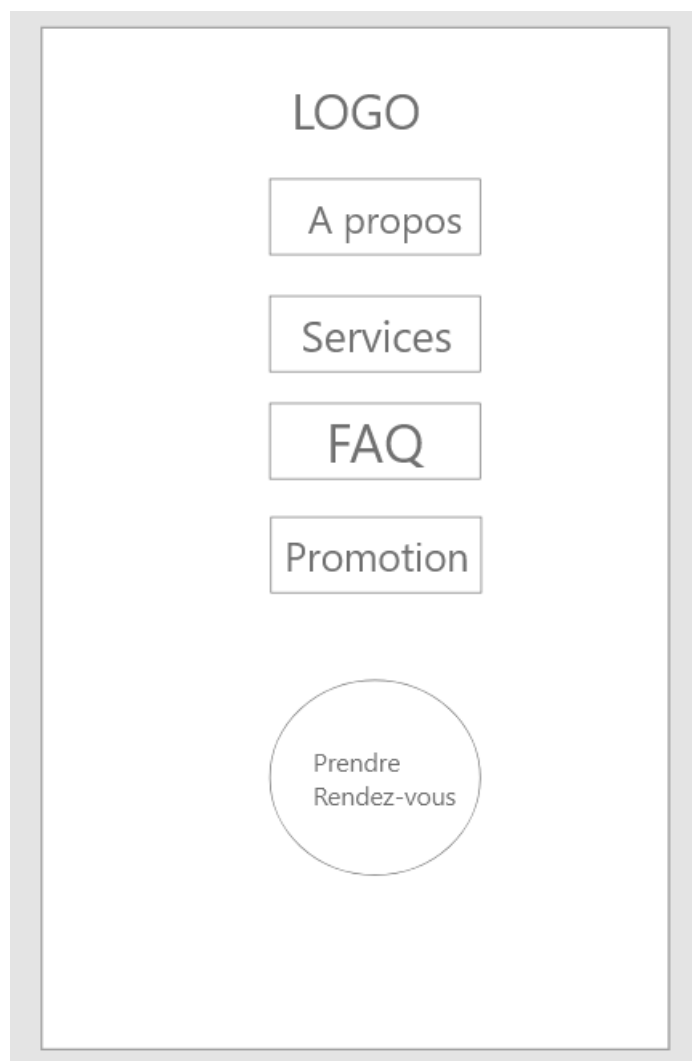 LOGO
A propos
Services
FAQ
Promotion
Prendre
Rendez-vous